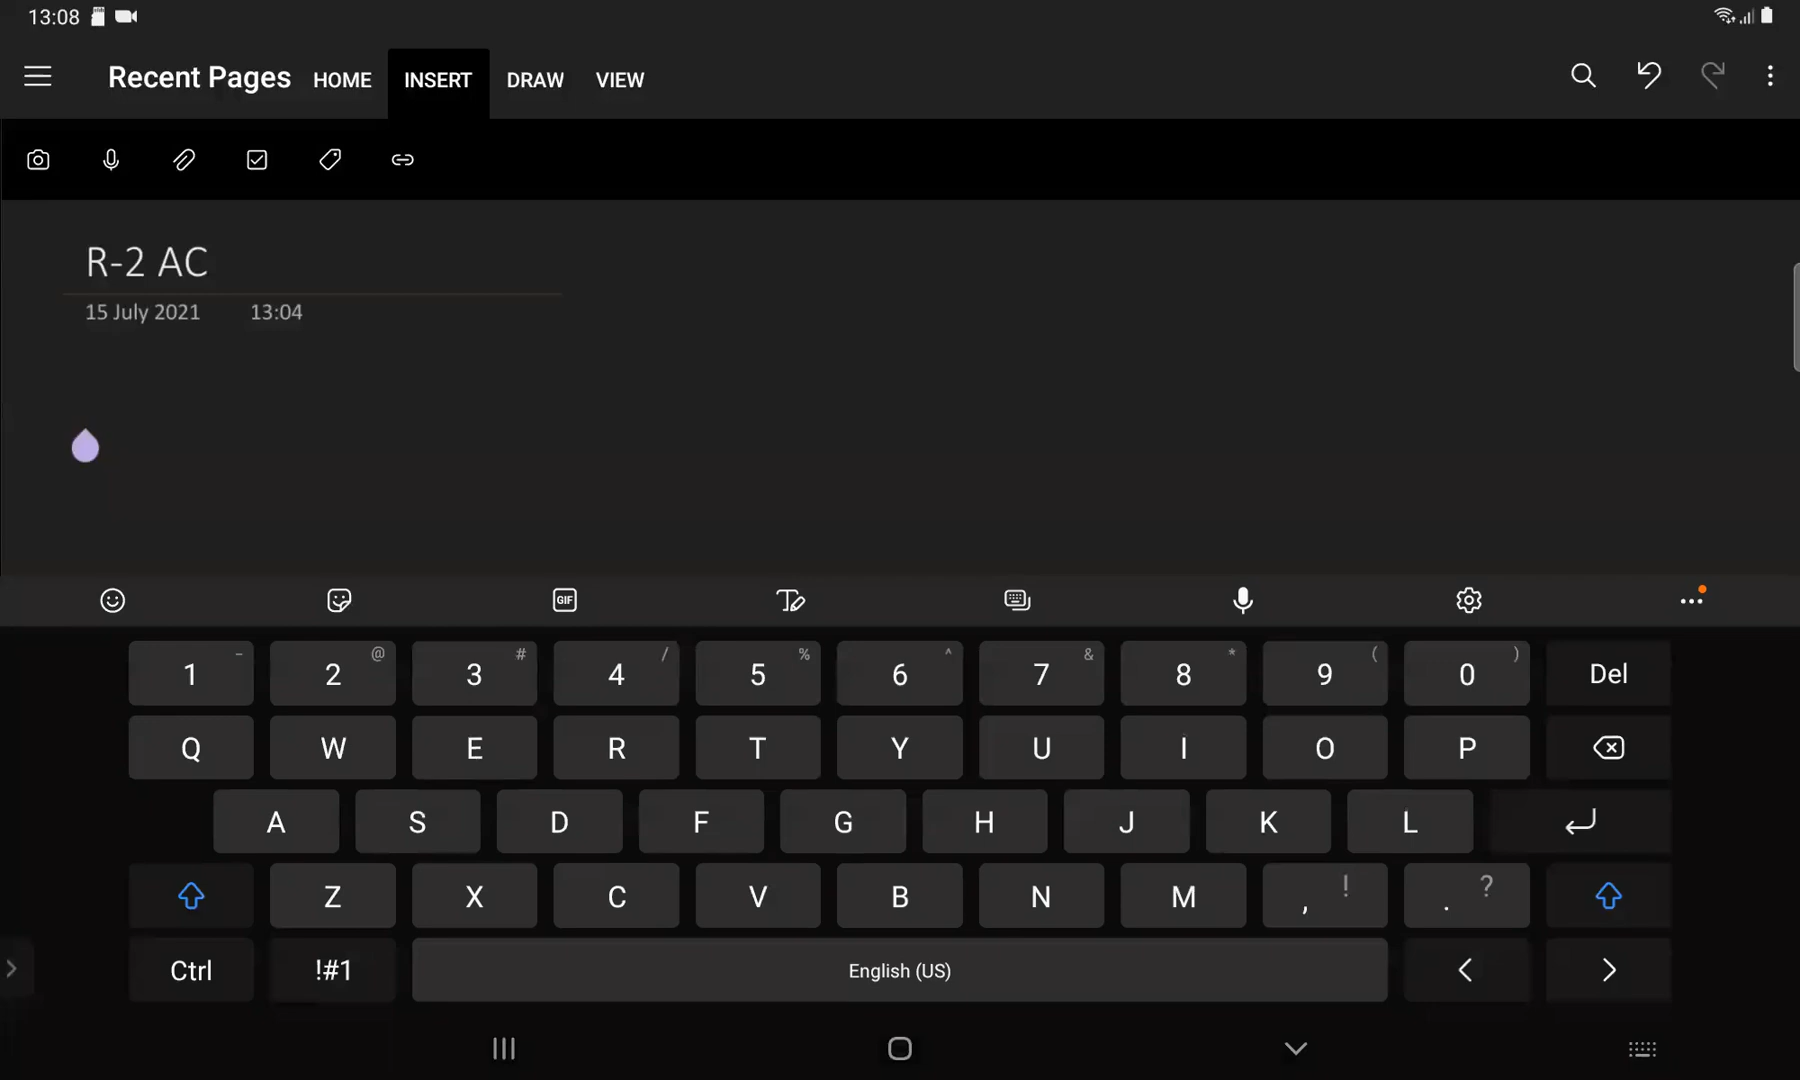 13:08
Recent Pages HOME INSERT DRAW VIEW
R-2 AC
15 July 2021 13:04
GIF
1 - 2 @ 3 # 4 / 5 % 6 ^ 7 & 8 * 9 ( 0 ) Del
Q W E R T Y U I O P
A S D F G H J K L
Z X C V B N M , ! . ?
Ctrl !#1 English (US) < >